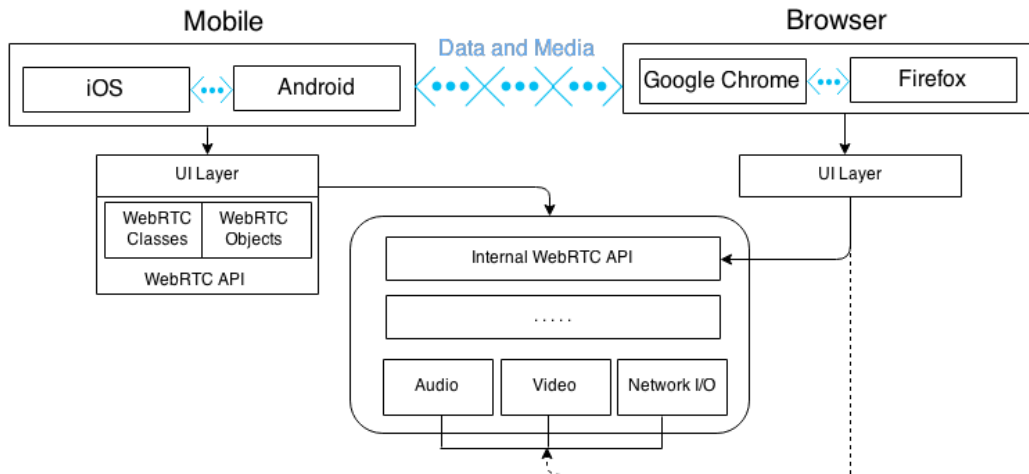 Mobile
Browser
Data and Media
iOS
Android
Google Chrome
Firefox
UI Layer
UI Layer
WebRTC
Classes
WebRTC
Objects
WebRTC API
Internal WebRTC API
.....
Audio
Video
Network I/O